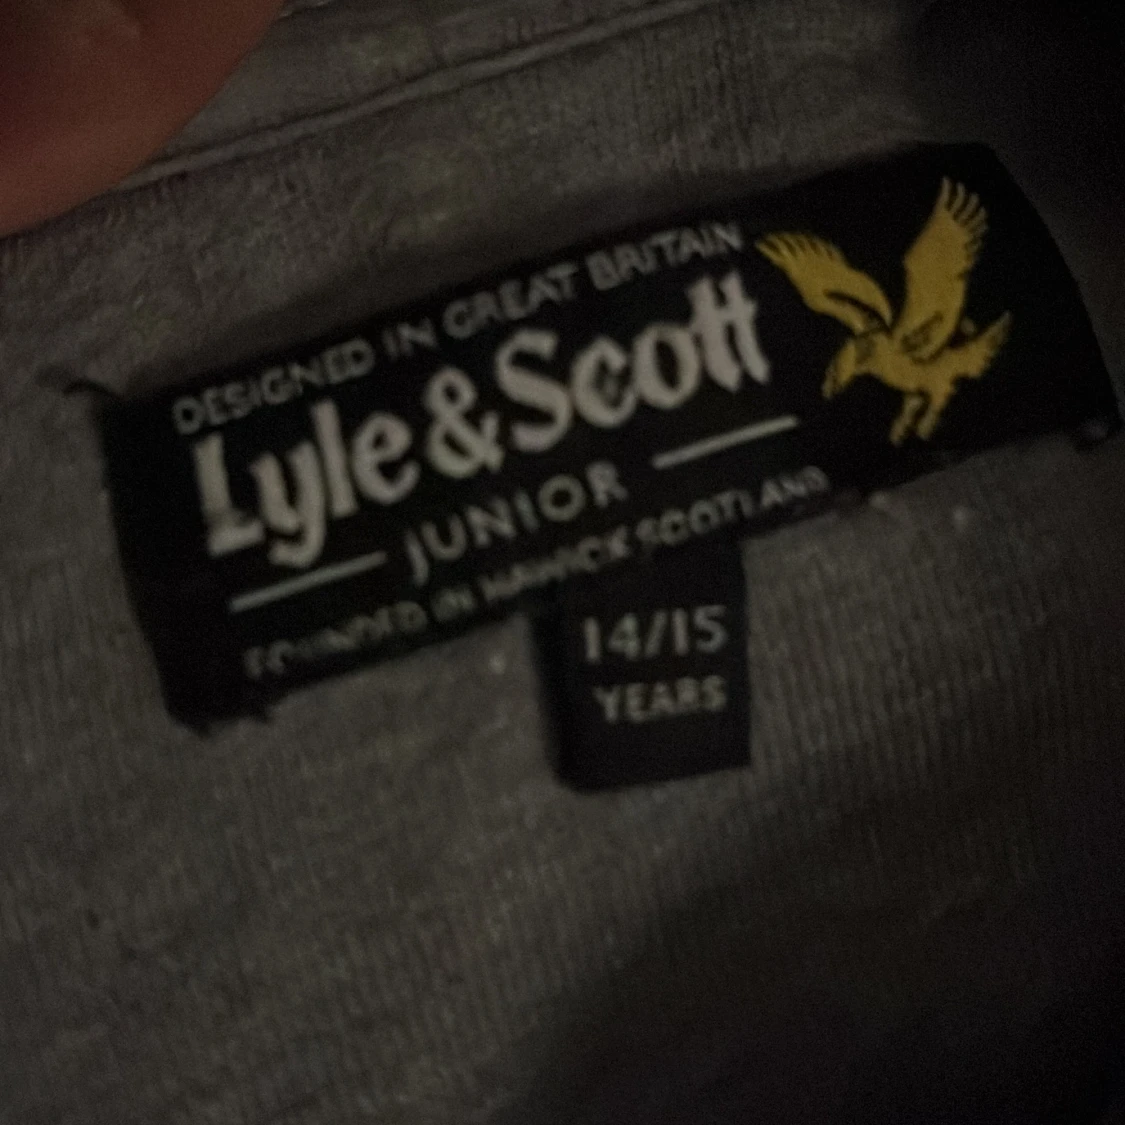 DESIGNED IN GREAT BRITAIN
Lyle & Scott
JUNIOR
FOUNDED IN HAWICK SCOTLAND
14/15
YEARS